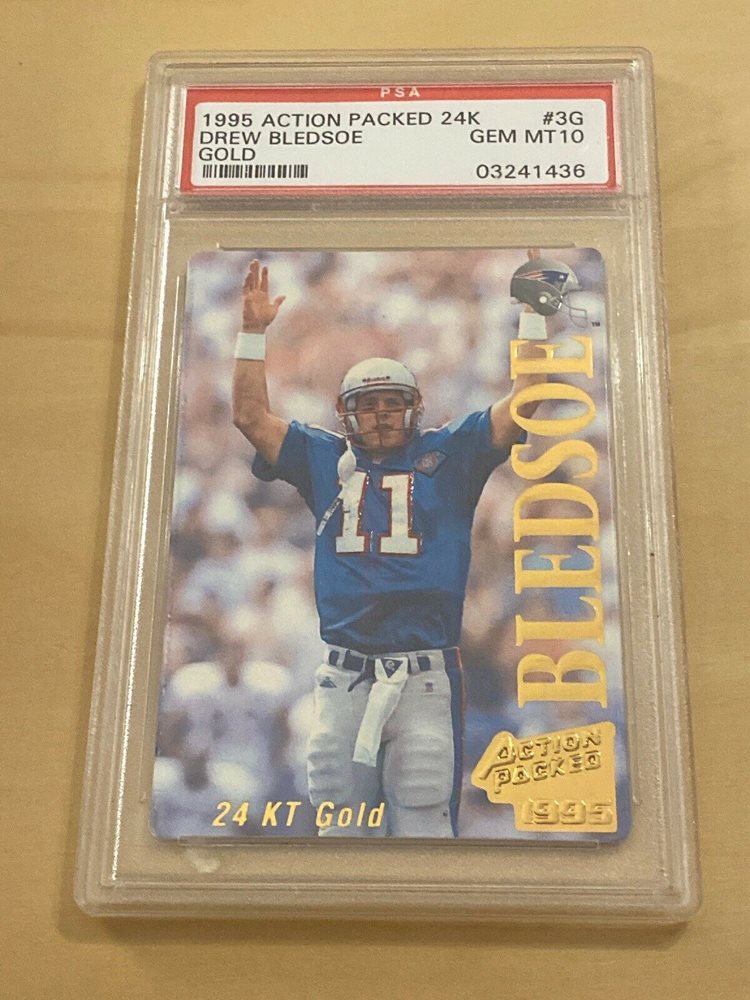 PSA
1995 ACTION PACKED 24K #3G
DREW BLEDSOE GEM MT10
GOLD
03241436
TM
11
BLEDSOE
ACTION
PACKED
1995
24 KT Gold